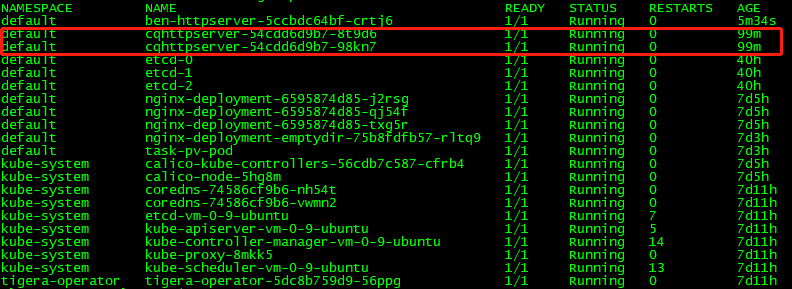 NAMESPACE NAME READY STATUS RESTARTS AGE
default ben-httpserver-5ccbdc64bf-crtj6 1/1 Running 0 5m34s
default cqhttpserver-54cdd6d9b7-8t9d6 1/1 Running 0 99m
default cqhttpserver-54cdd6d9b7-98kn7 1/1 Running 0 99m
default etcd-0 1/1 Running 0 40h
default etcd-1 1/1 Running 0 40h
default etcd-2 1/1 Running 0 40h
default nginx-deployment-6595874d85-j2rsg 1/1 Running 0 7d5h
default nginx-deployment-6595874d85-qj54f 1/1 Running 0 7d5h
default nginx-deployment-6595874d85-txg5r 1/1 Running 0 7d5h
default nginx-deployment-emptydir-75b8fdfb57-rltq9 1/1 Running 0 7d3h
default task-pv-pod 1/1 Running 0 7d3h
kube-system calico-kube-controllers-56cdb7c587-cfrb4 1/1 Running 0 7d5h
kube-system calico-node-5hg8m 1/1 Running 0 7d5h
kube-system coredns-74586cf9b6-nh54t 1/1 Running 0 7d11h
kube-system coredns-74586cf9b6-vwmn2 1/1 Running 0 7d11h
kube-system etcd-vm-0-9-ubuntu 1/1 Running 7 7d11h
kube-system kube-apiserver-vm-0-9-ubuntu 1/1 Running 5 7d11h
kube-system kube-controller-manager-vm-0-9-ubuntu 1/1 Running 14 7d11h
kube-system kube-proxy-8mkk5 1/1 Running 0 7d11h
kube-system kube-scheduler-vm-0-9-ubuntu 1/1 Running 13 7d11h
tigera-operator tigera-operator-5dc8b759d9-56ppg 1/1 Running 0 7d11h